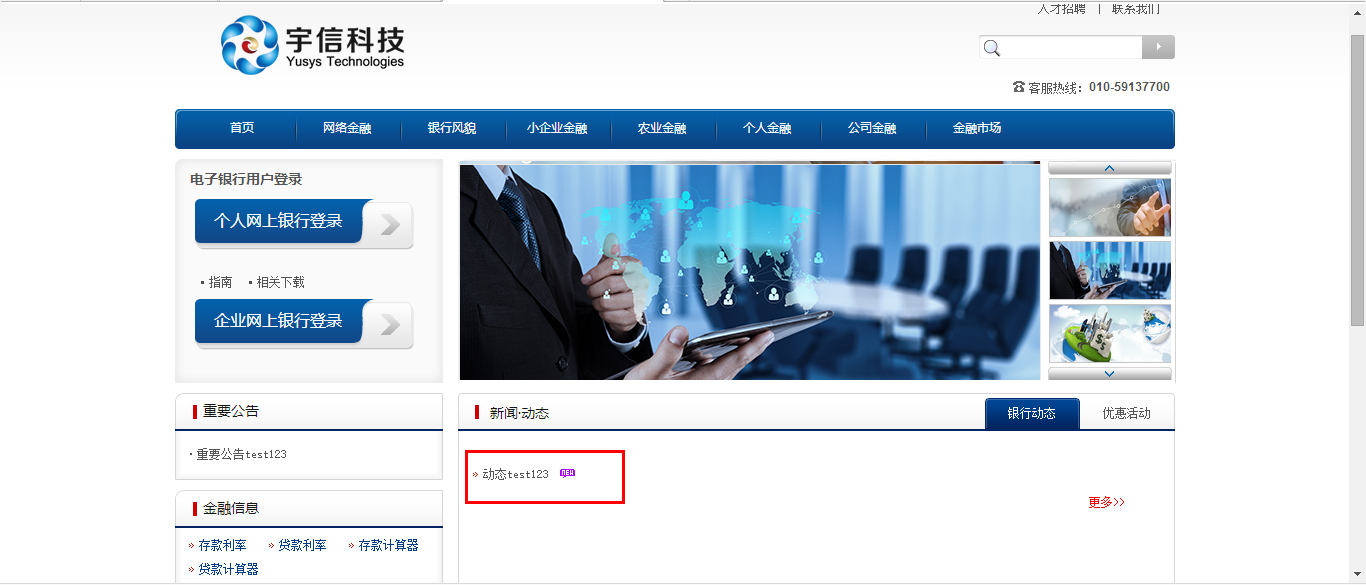 人才招聘 | 联系我们
宇信科技
Yusys Technologies
客服热线：010-59137700
首页 网络金融 银行风貌 小企业金融 农业金融 个人金融 公司金融 金融市场
电子银行用户登录
个人网上银行登录
指南 相关下载
企业网上银行登录
重要公告
重要公告test123
新闻·动态 银行动态 优惠活动
动态test123 NEW
更多>>
金融信息
存款利率 贷款利率 存款计算器
贷款计算器